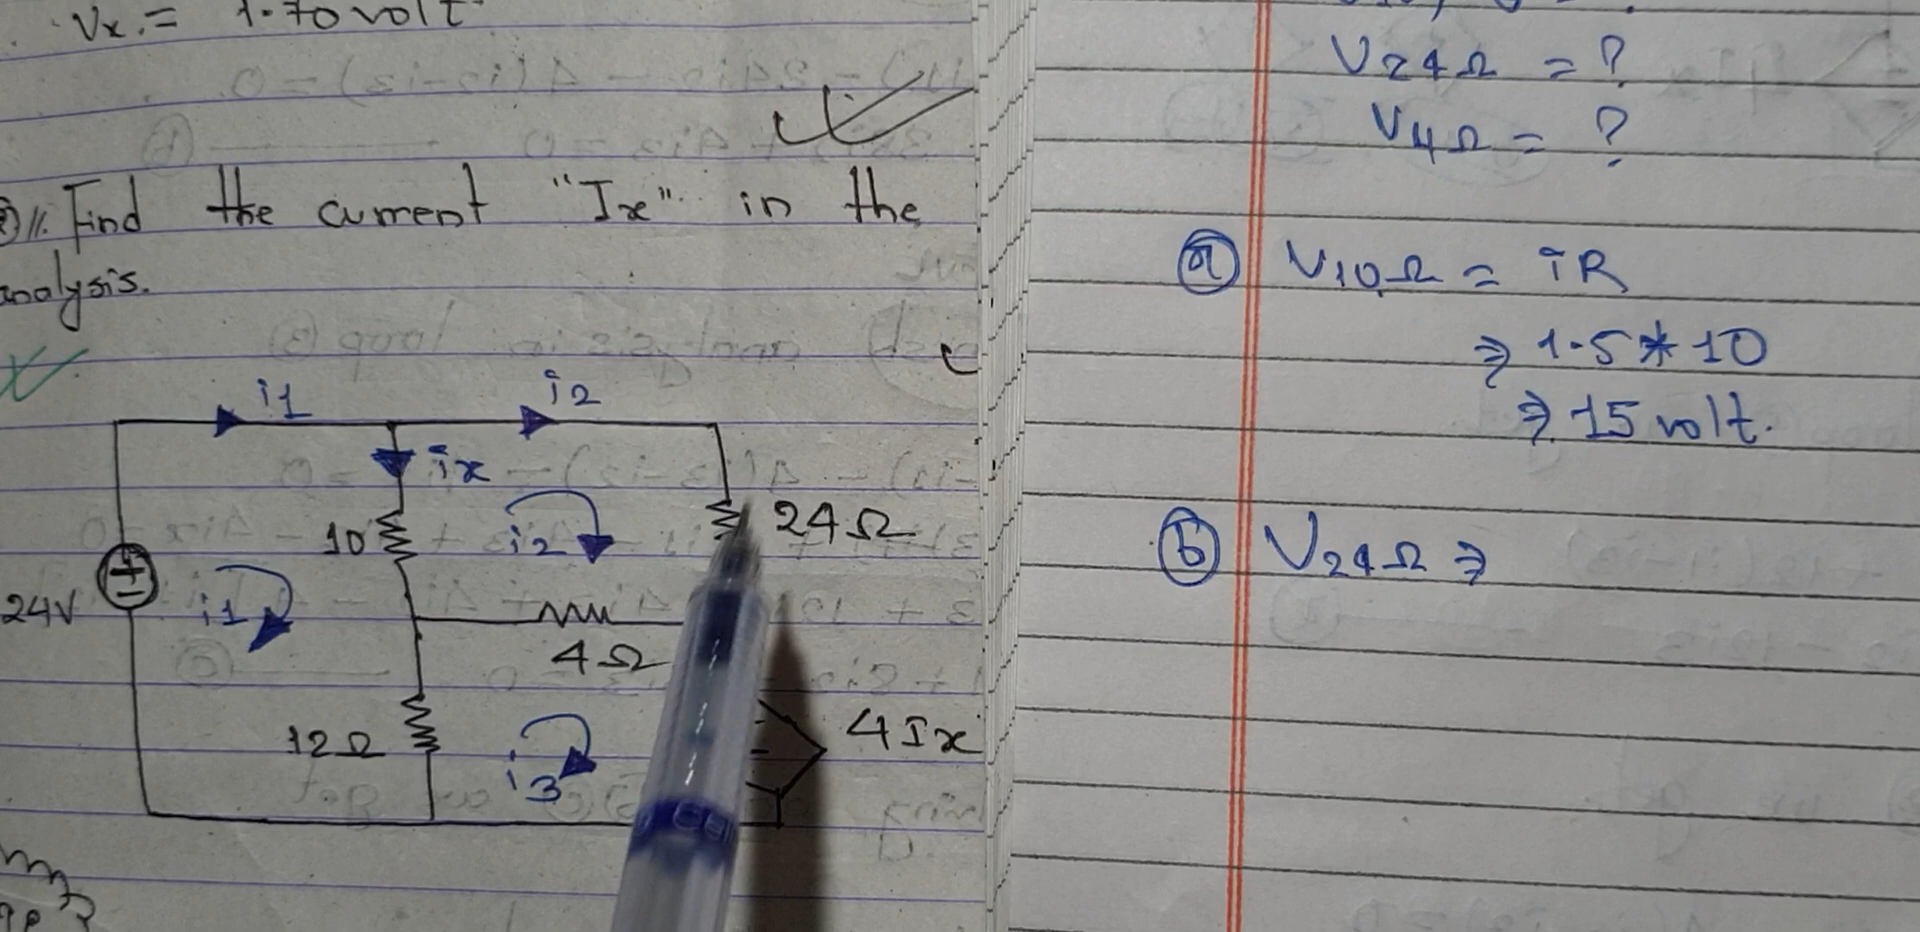 Vx = 1.70 volt
Find the current "Ix" in the
analysis.
i1
i2
ix
10
i2
24Ω
24V
i1
4Ω
12Ω
i3
4Ix
V24Ω = ?
V4Ω = ?
(a) V10Ω = iR
⇒ 1.5 * 10
⇒ 15 volt.
(b) V24Ω ⇒